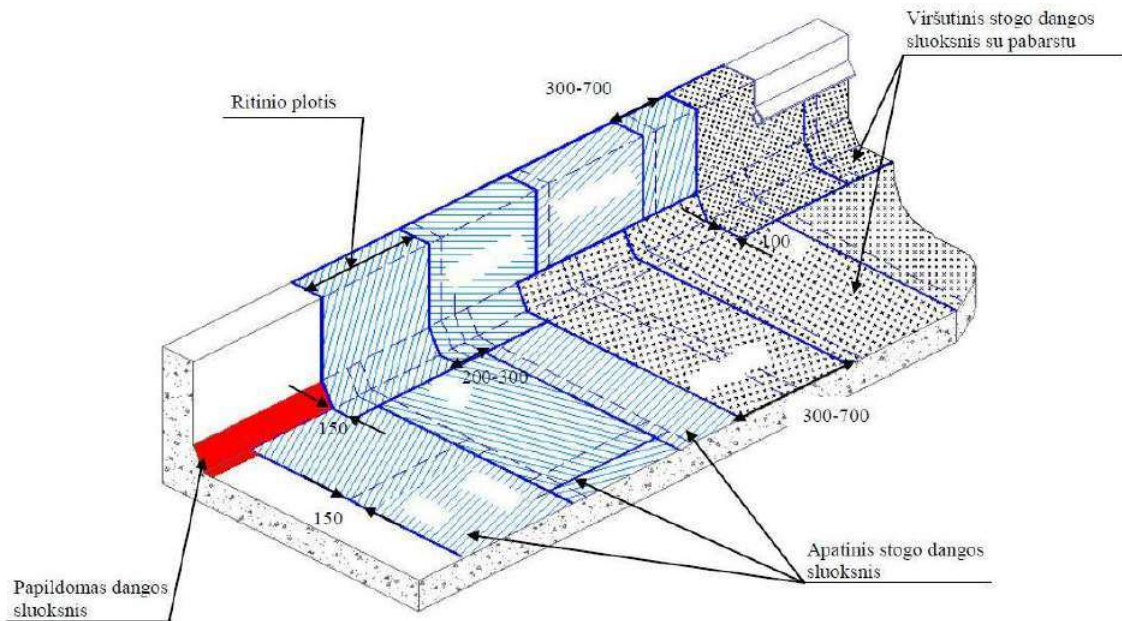 Viršutinis stogo dangos
sluoksnis su pabarstu
300-700
Ritinio plotis
100
200-300
300-700
150
150
Apatinis stogo dangos
sluoksnis
Papildomas dangos
sluoksnis